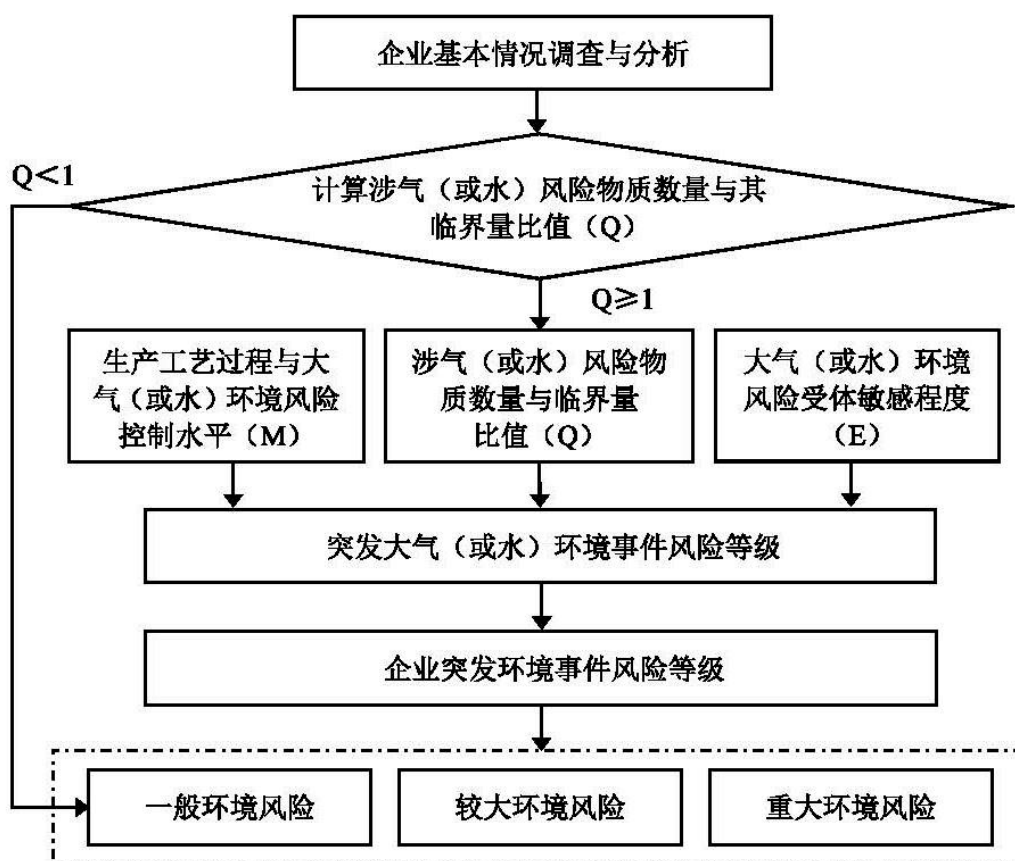 企业基本情况调查与分析
Q<1
计算涉气（或水）风险物质数量与其
临界量比值（Q）
Q≥1
生产工艺过程与大
气（或水）环境风险
控制水平（M）
涉气（或水）风险物
质数量与临界量
比值（Q）
大气（或水）环境
风险受体敏感程度
（E）
突发大气（或水）环境事件风险等级
企业突发环境事件风险等级
一般环境风险
较大环境风险
重大环境风险